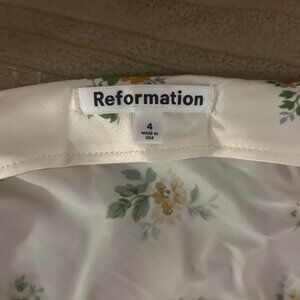 Reformation
4
MADE IN
USA